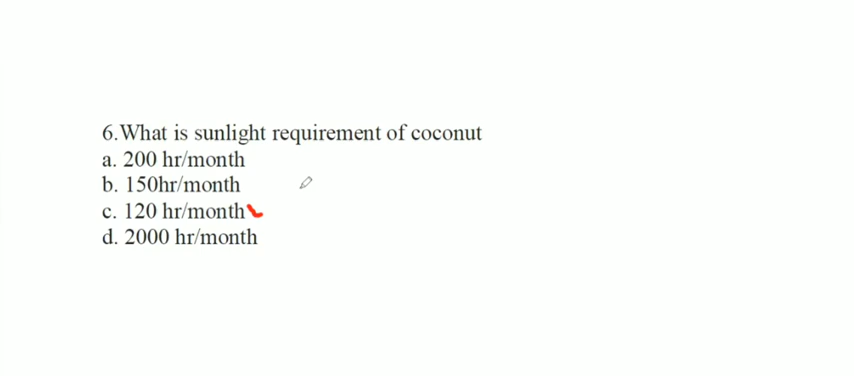 6.What is sunlight requirement of coconut
a. 200 hr/month
b. 150hr/month
c. 120 hr/month
d. 2000 hr/month